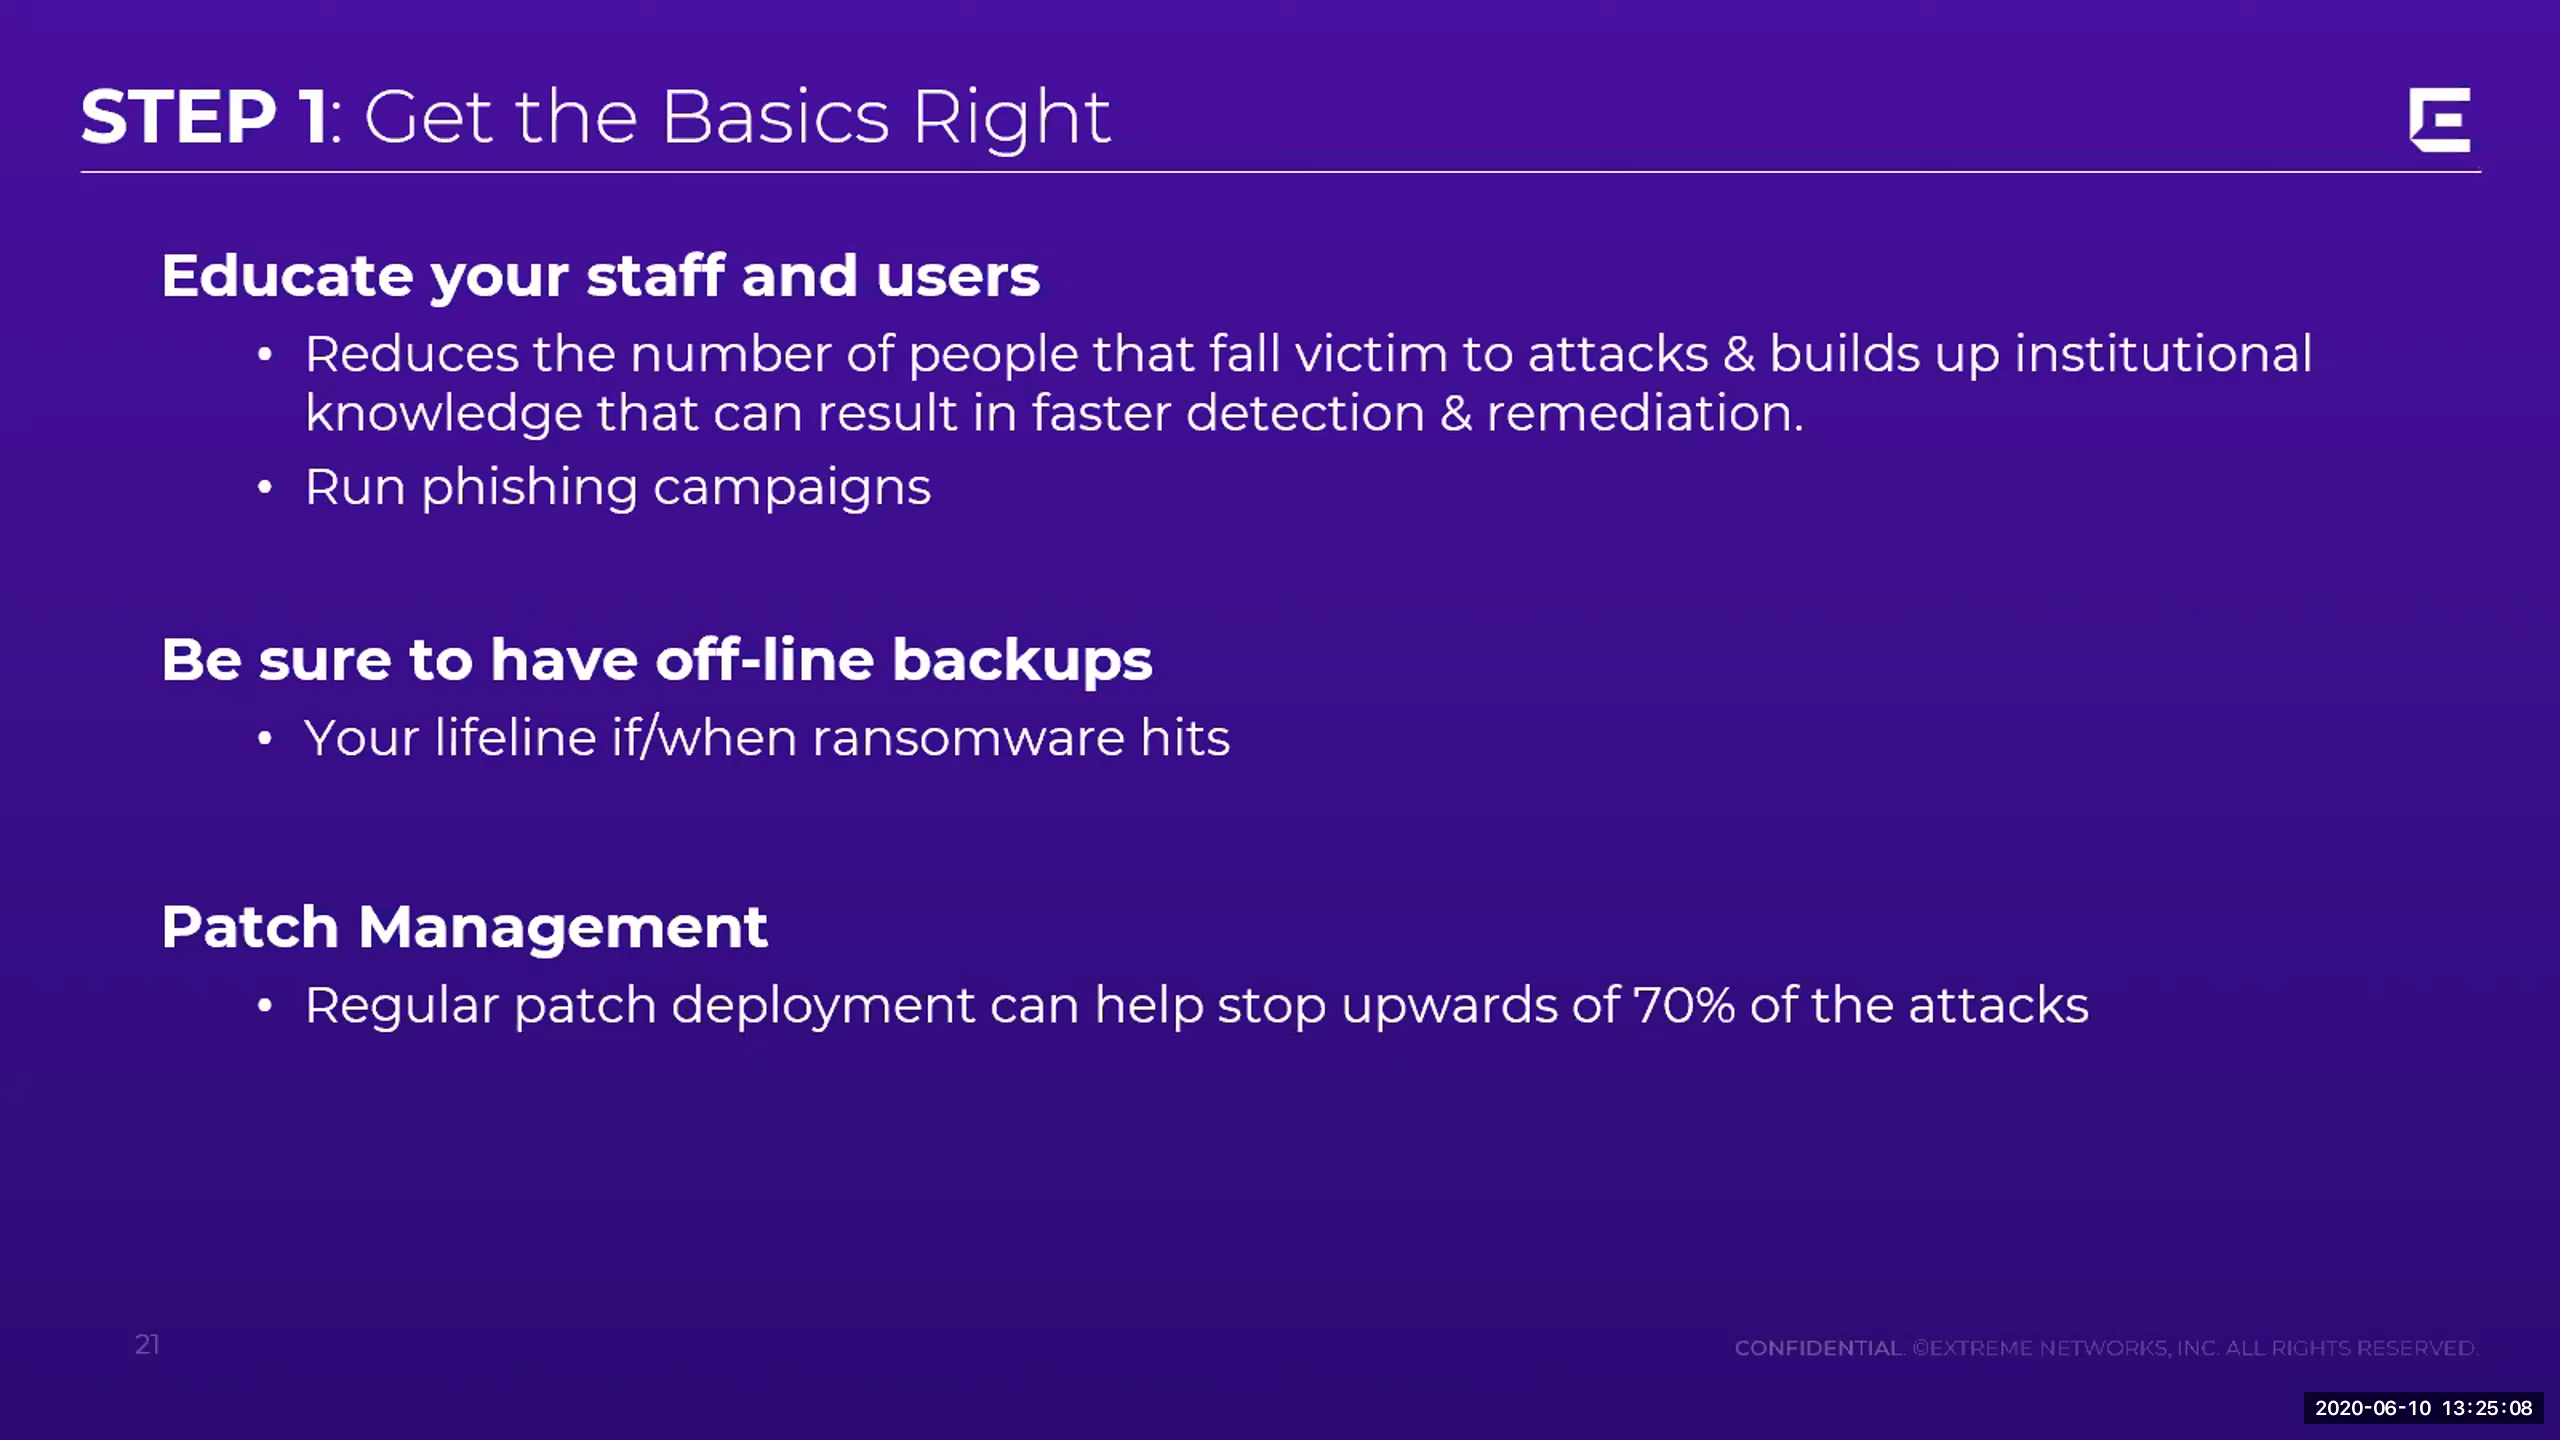 STEP 1: Get the Basics Right
Educate your staff and users
• Reduces the number of people that fall victim to attacks & builds up institutional
knowledge that can result in faster detection & remediation.
• Run phishing campaigns
Be sure to have off-line backups
• Your lifeline if/when ransomware hits
Patch Management
• Regular patch deployment can help stop upwards of 70% of the attacks
21
CONFIDENTIAL. ©EXTREME NETWORKS, INC. ALL RIGHTS RESERVED.
2020-06-10 13:25:08